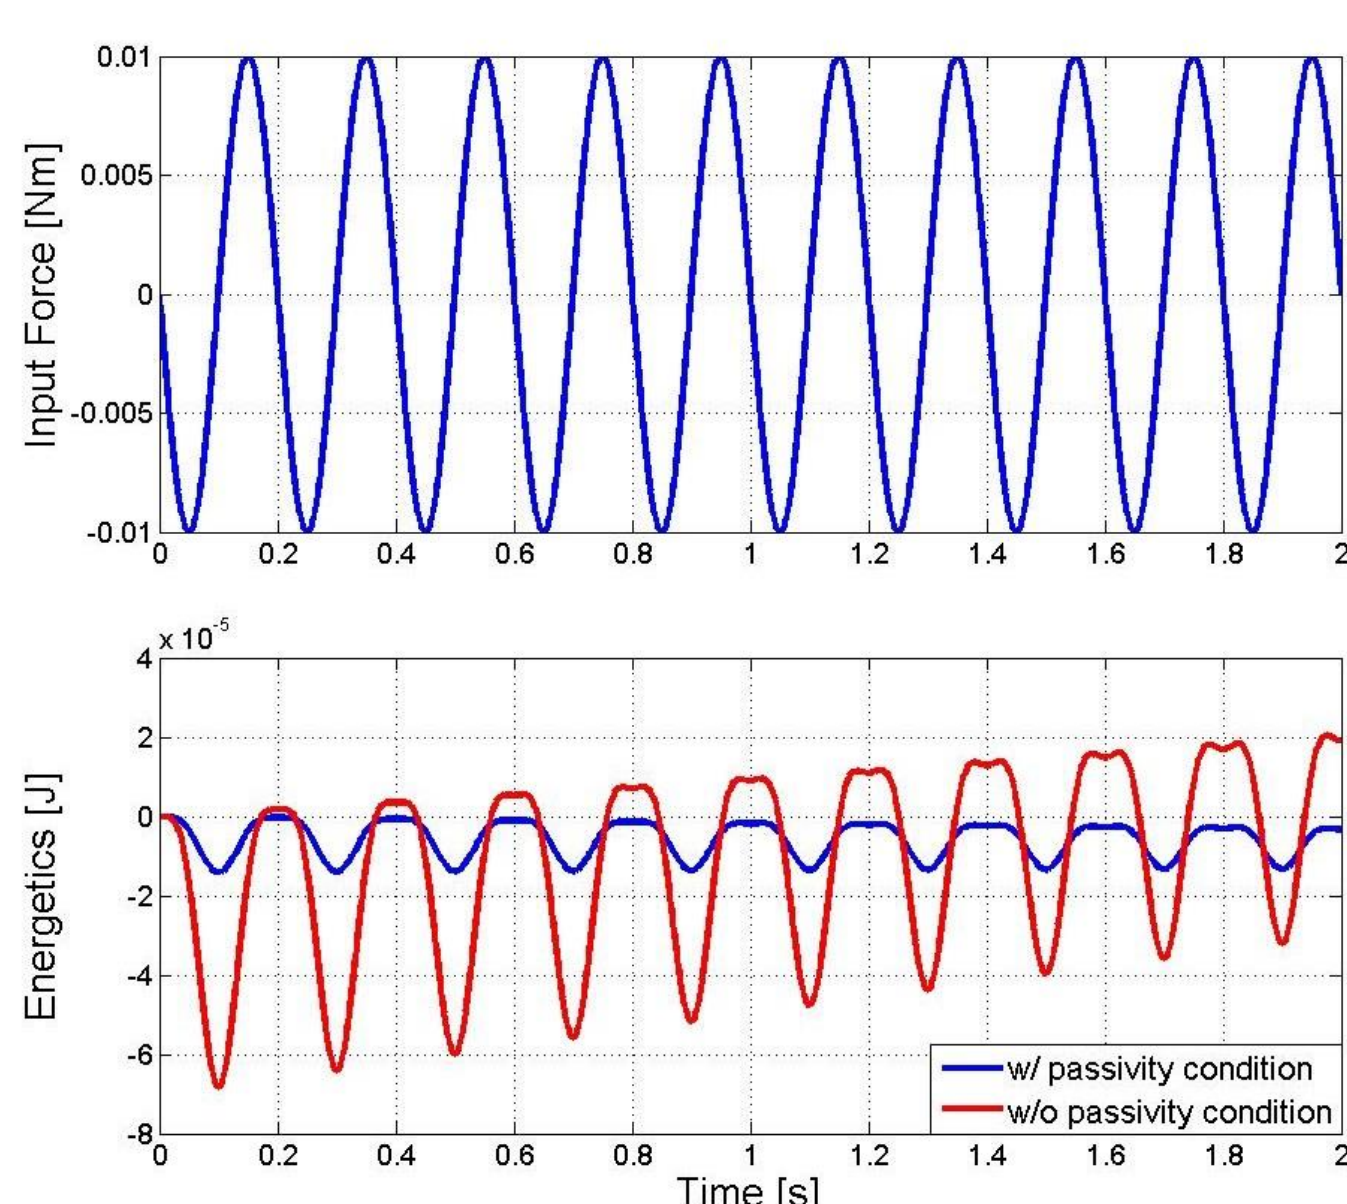 0.01
0.005
0
-0.005
-0.01
Input Force [Nm]
0 0.2 0.4 0.6 0.8 1 1.2 1.4 1.6 1.8 2
x 10-5
4
2
0
-2
-4
-6
-8
Energetics [J]
w/ passivity condition
w/o passivity condition
0 0.2 0.4 0.6 0.8 1 1.2 1.4 1.6 1.8 2
Time [s]